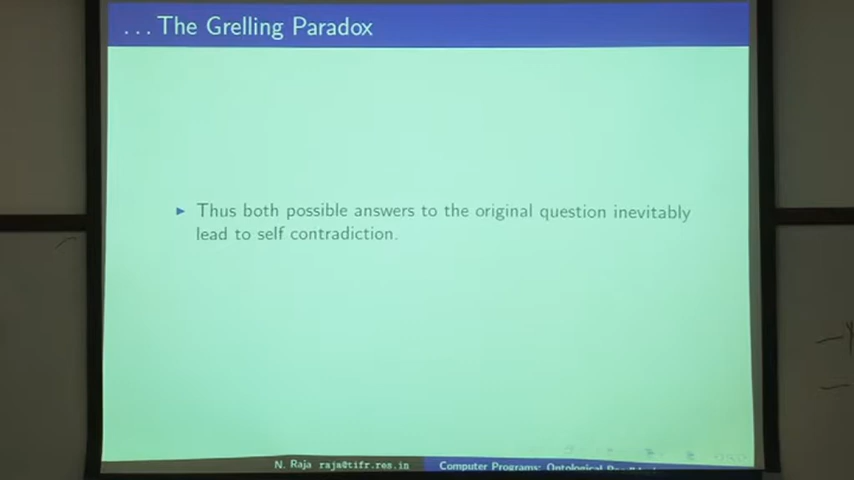 ... The Grelling Paradox
Thus both possible answers to the original question inevitably
lead to self contradiction.
N. Raja raja@tifr.res.in
Computer Programs: Ontological